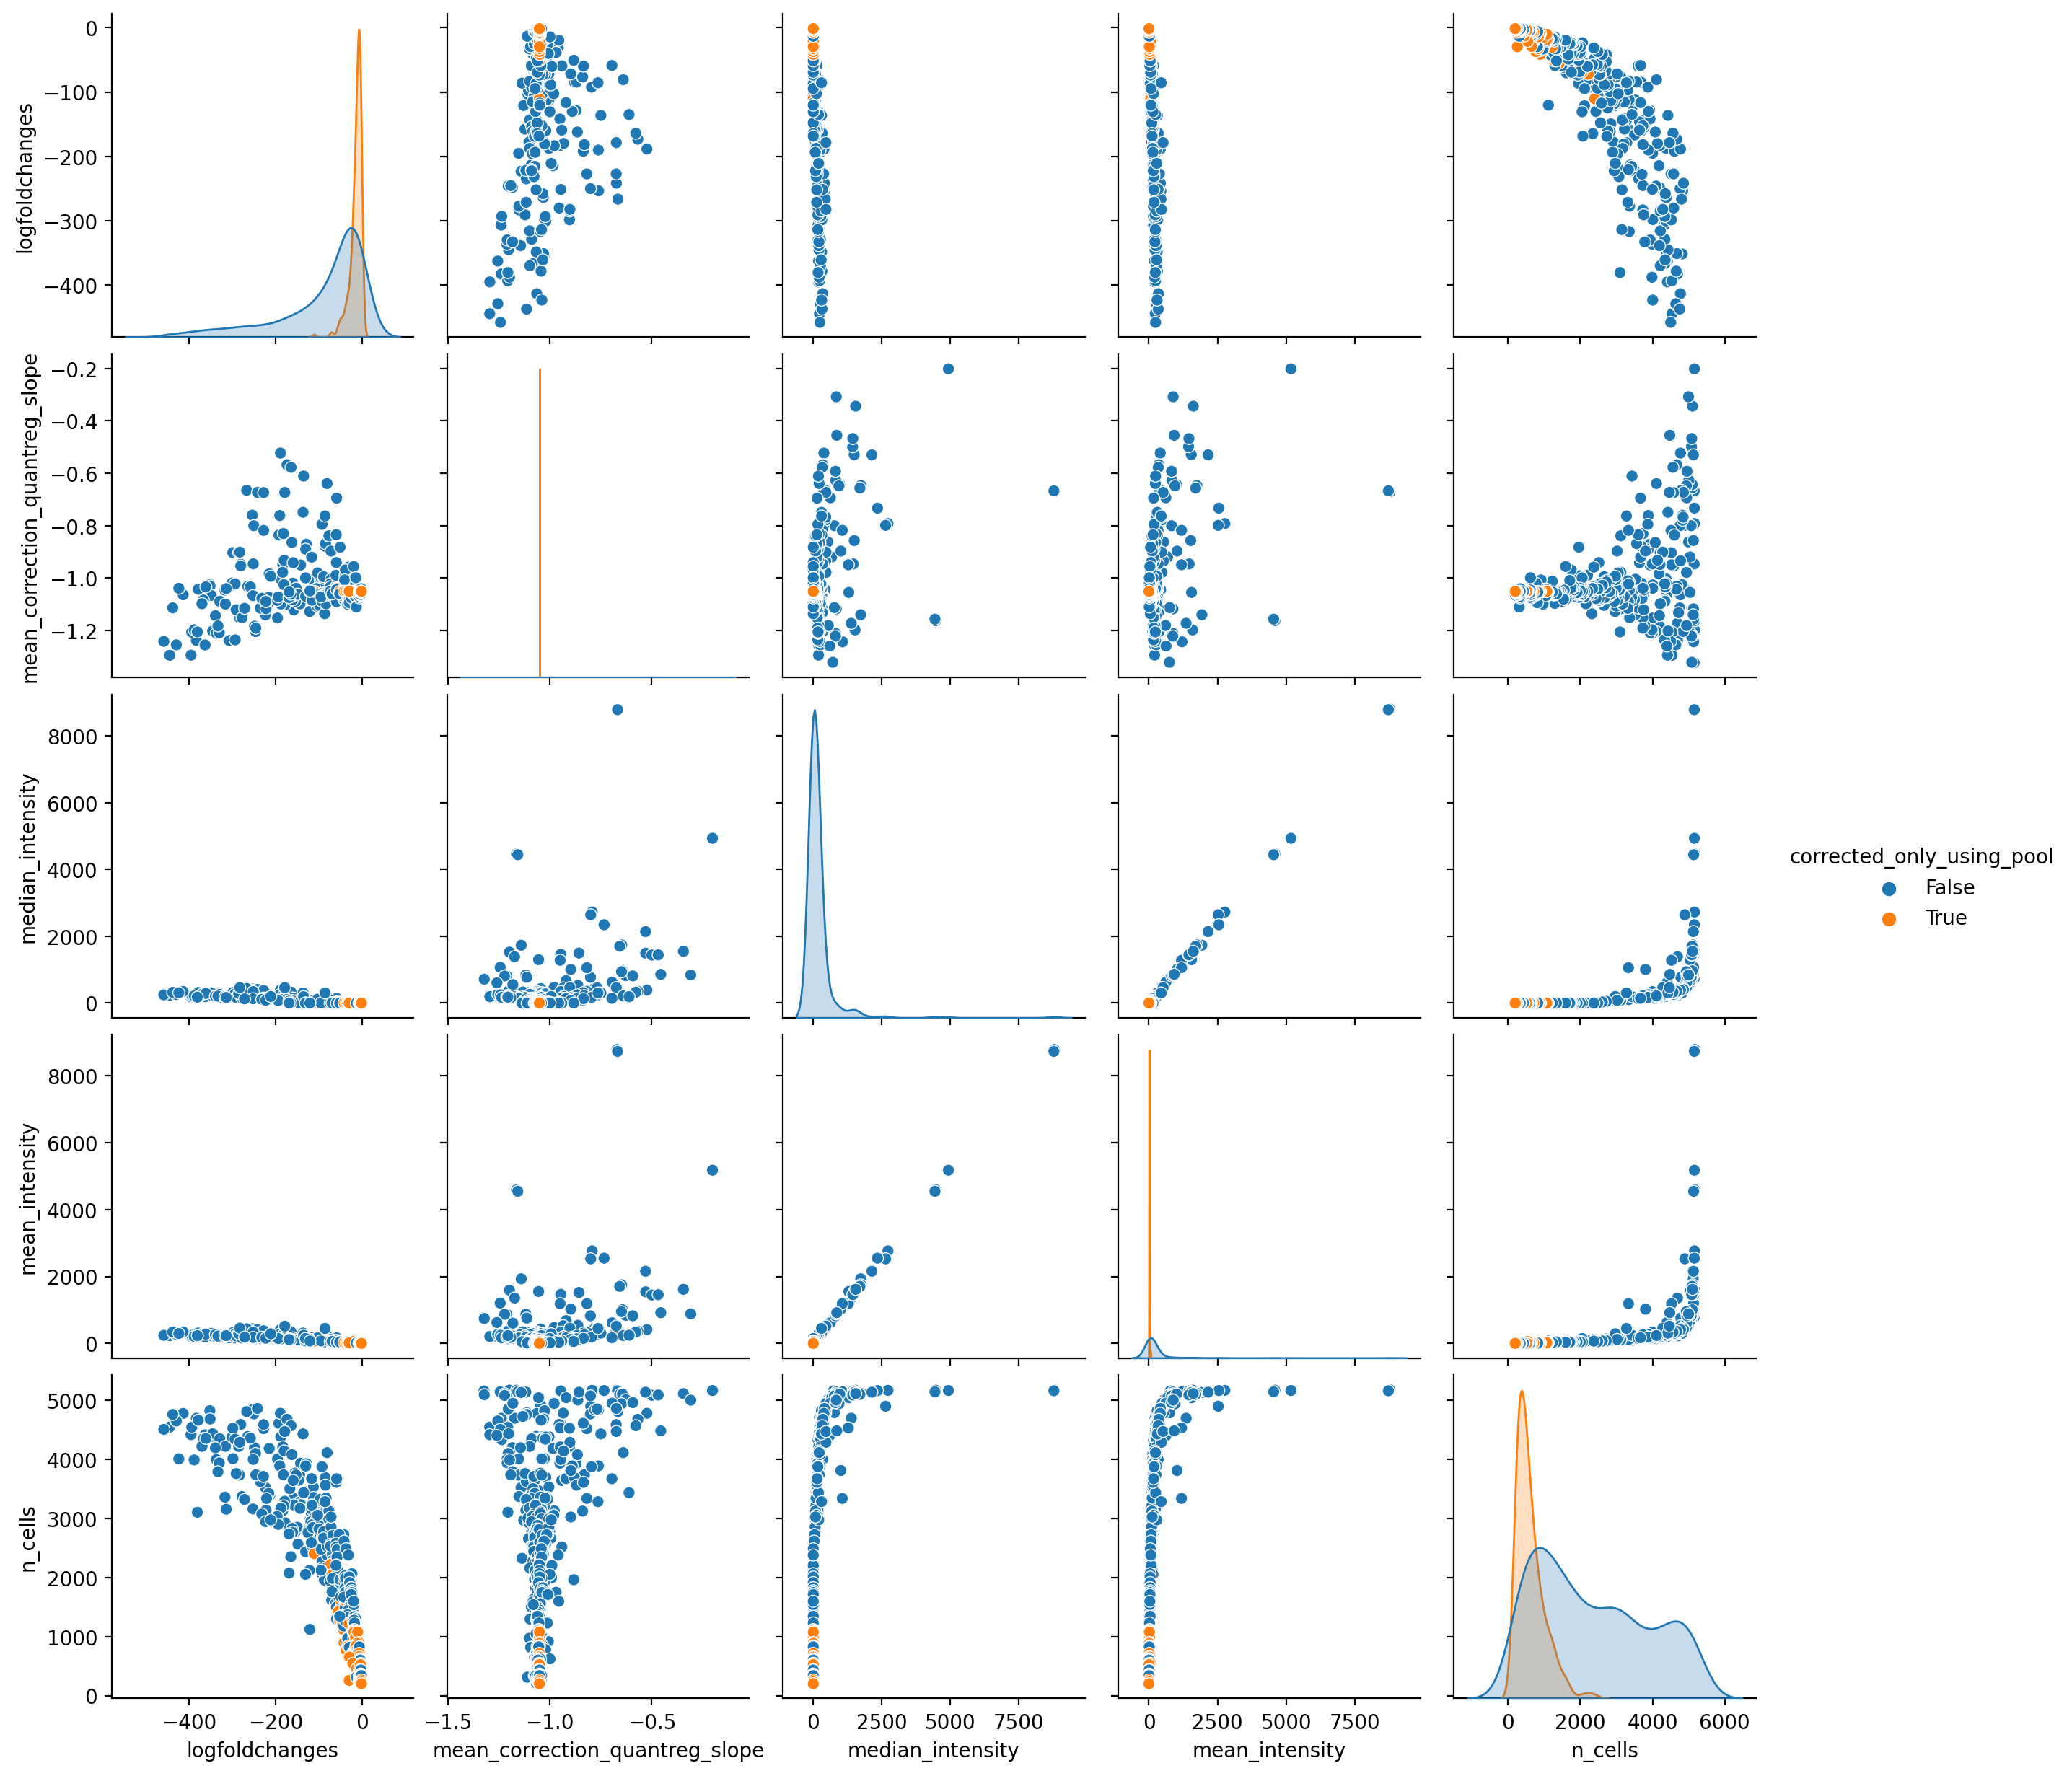 0
−100
−200
−300
−400
logfoldchanges
−0.2
−0.4
−0.6
−0.8
−1.0
−1.2
mean_correction_quantreg_slope
8000
6000
4000
2000
0
median_intensity
corrected_only_using_pool
False
True
8000
6000
4000
2000
0
mean_intensity
5000
4000
3000
2000
1000
0
n_cells
−400 −200 0
logfoldchanges
−1.5 −1.0 −0.5
mean_correction_quantreg_slope
0 2500 5000 7500
median_intensity
0 2500 5000 7500
mean_intensity
0 2000 4000 6000
n_cells